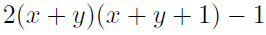 2(x + y)(x + y + 1) − 1